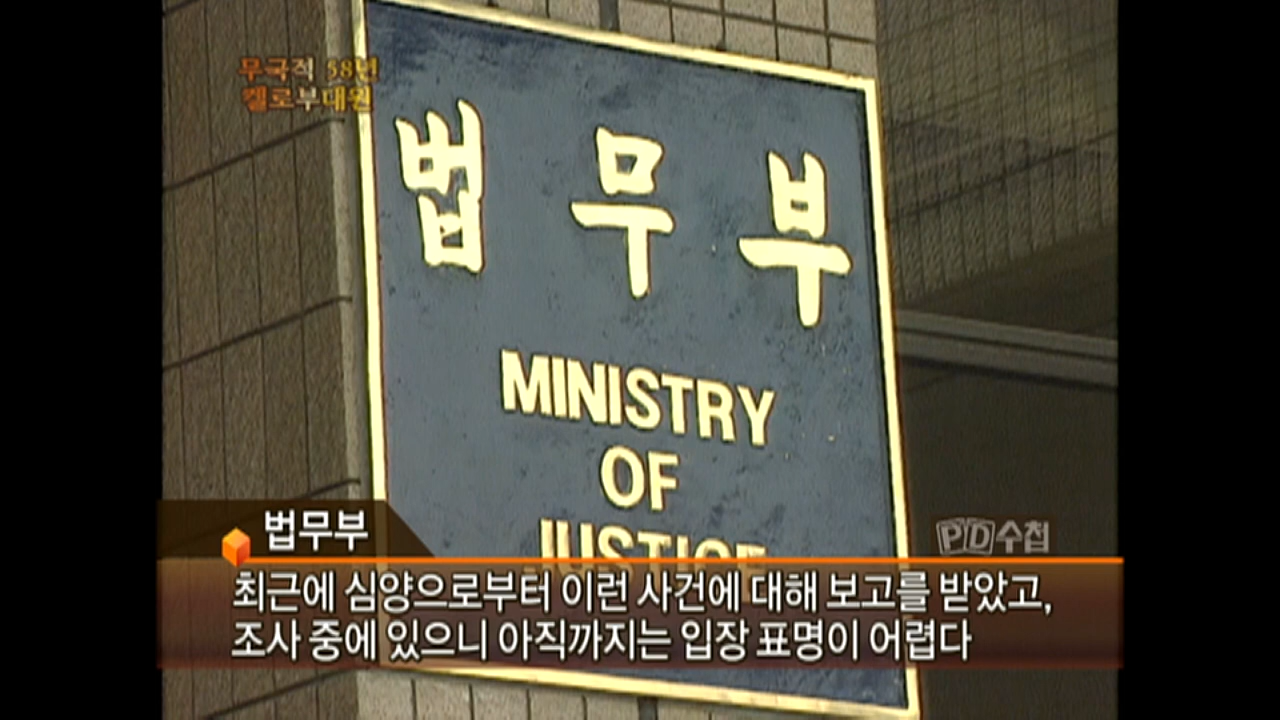 무국적 58년
켈로부대원
법무부
MINISTRY
OF
JUSTICE
법무부
PD수첩
최근에 심양으로부터 이런 사건에 대해 보고를 받았고,
조사 중에 있으니 아직까지는 입장 표명이 어렵다